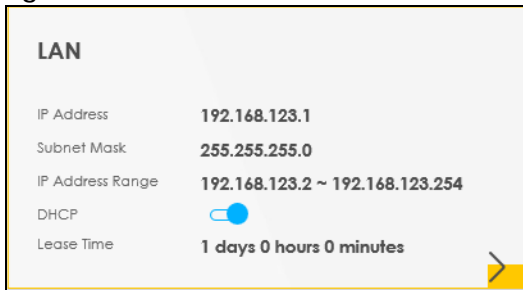 LAN
IP Address 192.168.123.1
Subnet Mask 255.255.255.0
IP Address Range 192.168.123.2 ~ 192.168.123.254
DHCP
Lease Time 1 days 0 hours 0 minutes